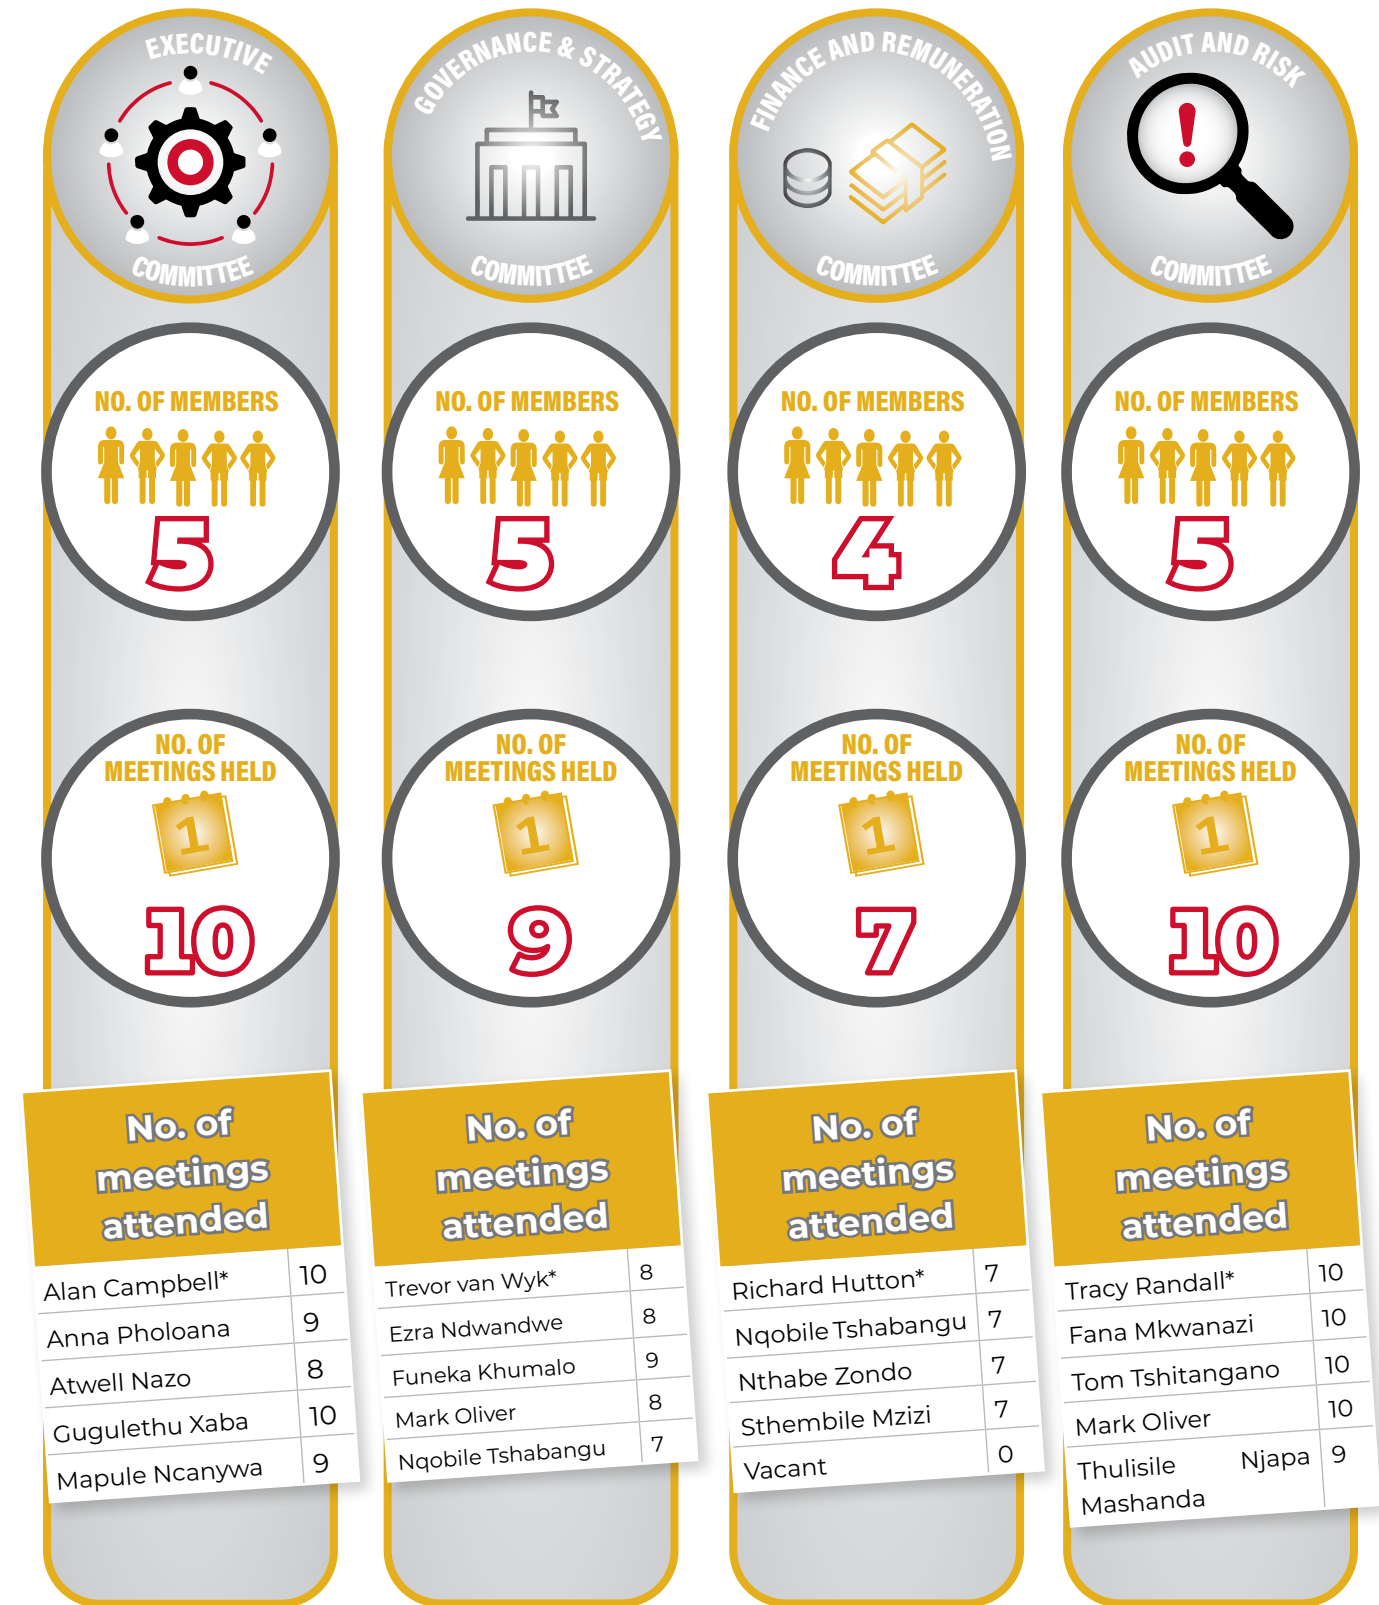 EXECUTIVE
COMMITTEE
NO. OF MEMBERS
5
NO. OF
MEETINGS HELD
1
10
No. of
meetings
attended
Alan Campbell* 10
Anna Pholoana 9
Atwell Nazo 8
Gugulethu Xaba 10
Mapule Ncanywa 9
GOVERNANCE & STRATEGY
COMMITTEE
NO. OF MEMBERS
5
NO. OF
MEETINGS HELD
1
9
No. of
meetings
attended
Trevor van Wyk* 8
Ezra Ndwandwe 8
Funeka Khumalo 9
Mark Oliver 8
Nqobile Tshabangu 7
FINANCE AND REMUNERATION
COMMITTEE
NO. OF MEMBERS
4
NO. OF
MEETINGS HELD
1
7
No. of
meetings
attended
Richard Hutton* 7
Nqobile Tshabangu 7
Nthabe Zondo 7
Sthembile Mzizi 7
Vacant 0
AUDIT AND RISK
COMMITTEE
NO. OF MEMBERS
5
NO. OF
MEETINGS HELD
1
10
No. of
meetings
attended
Tracy Randall* 10
Fana Mkwanazi 10
Tom Tshitangano 10
Mark Oliver 10
Thulisile Njapa 9
Mashanda